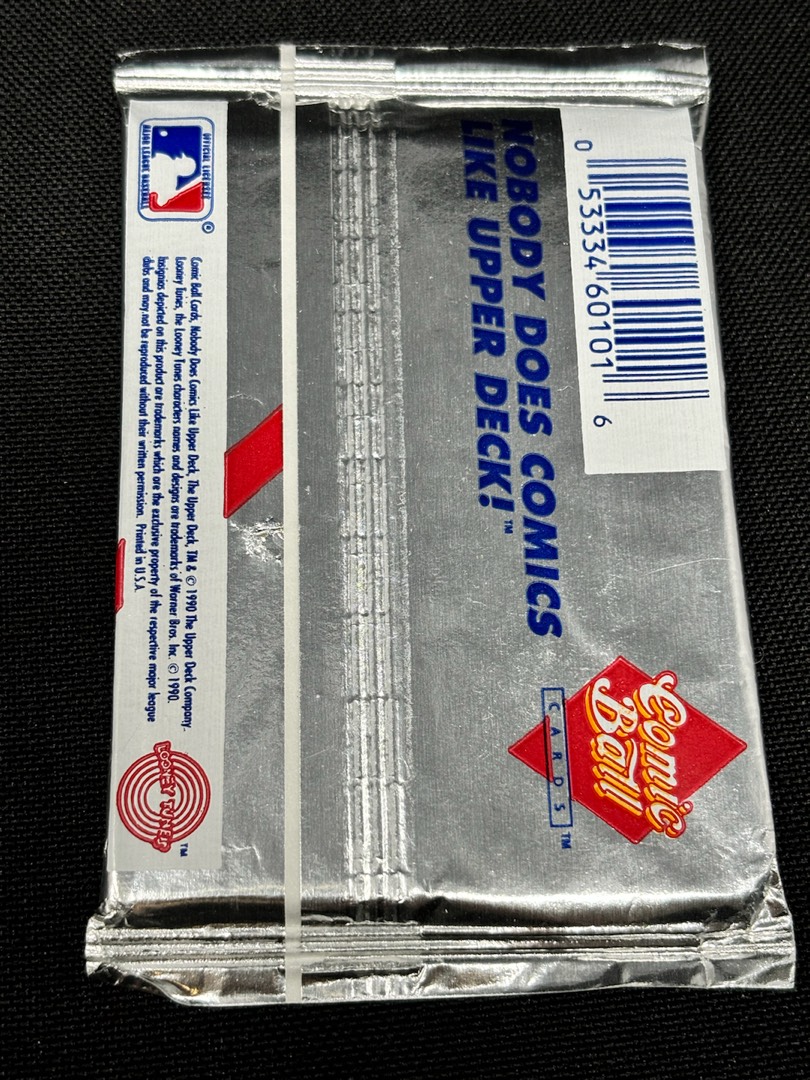 0 53334 60101 6
NOBODY DOES COMICS
LIKE UPPER DECK!™
Comic Ball
CARDS™
OFFICIAL LICENSEE
MAJOR LEAGUE BASEBALL
®
Comic Ball Cards, Nobody Does Comics Like Upper Deck, The Upper Deck, TM & © 1990 The Upper Deck Company.
Looney Tunes, the Looney Tunes characters names and designs are trademarks of Warner Bros. Inc. © 1990.
Insignias depicted on this product are trademarks which are the exclusive property of the respective major league
clubs and may not be reproduced without their written permission. Printed in U.S.A.
LOONEY TUNES™